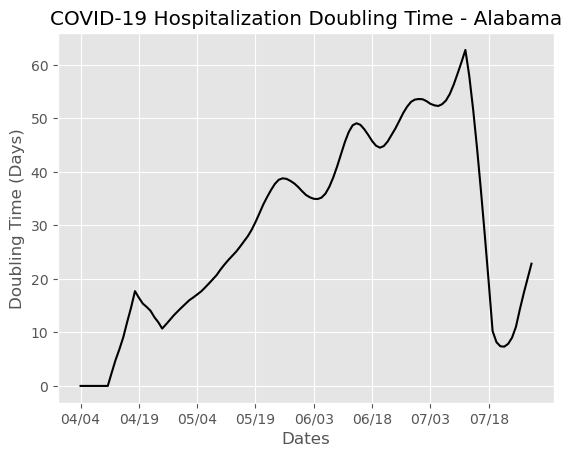 COVID-19 Hospitalization Doubling Time - Alabama
60
50
40
30
20
10
0
Doubling Time (Days)
04/04 04/19 05/04 05/19 06/03 06/18 07/03 07/18
Dates